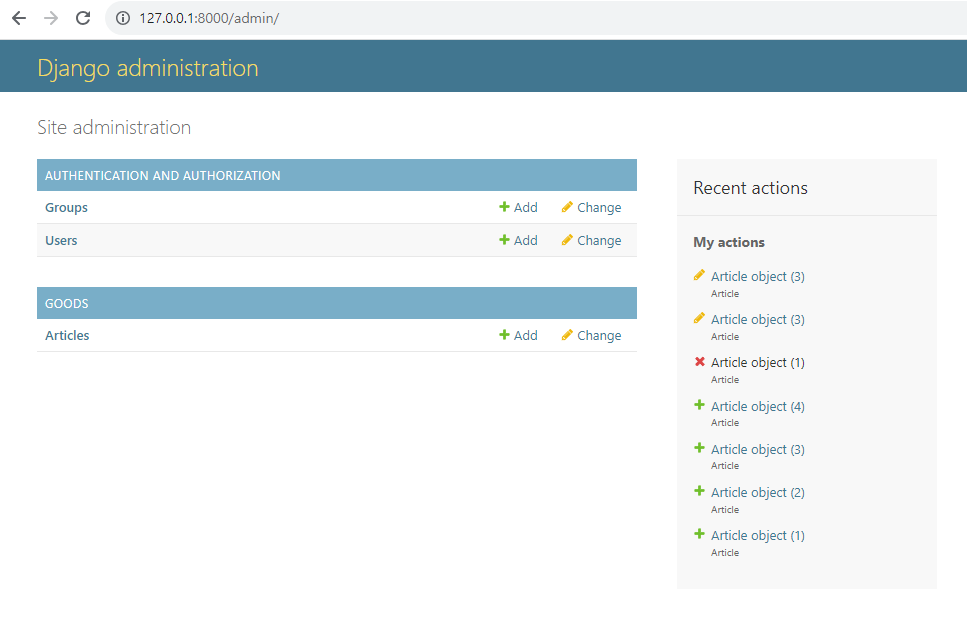 127.0.0.1:8000/admin/
Django administration
Site administration
AUTHENTICATION AND AUTHORIZATION
Groups Add Change
Users Add Change
GOODS
Articles Add Change
Recent actions
My actions
Article object (3)
Article
Article object (3)
Article
Article object (1)
Article
Article object (4)
Article
Article object (3)
Article
Article object (2)
Article
Article object (1)
Article